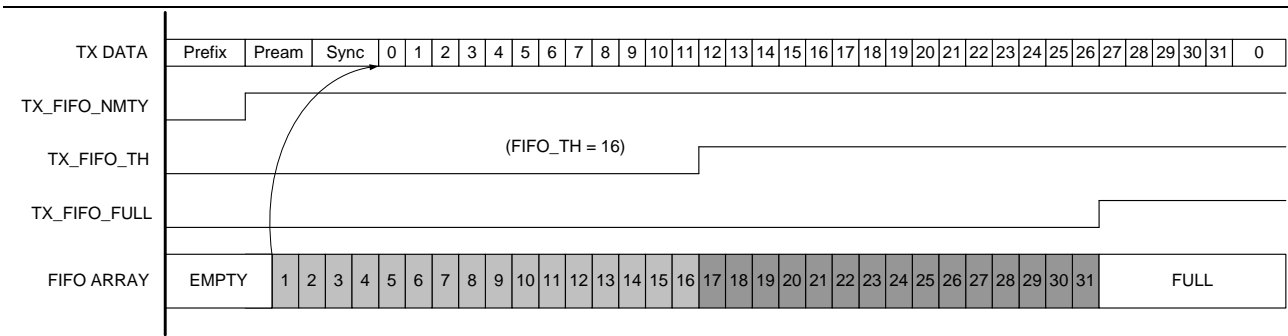 TX DATA Prefix Pream Sync 0 1 2 3 4 5 6 7 8 9 10 11 12 13 14 15 16 17 18 19 20 21 22 23 24 25 26 27 28 29 30 31 0
TX_FIFO_NMTY
TX_FIFO_TH (FIFO_TH = 16)
TX_FIFO_FULL
FIFO ARRAY EMPTY 1 2 3 4 5 6 7 8 9 10 11 12 13 14 15 16 17 18 19 20 21 22 23 24 25 26 27 28 29 30 31 FULL